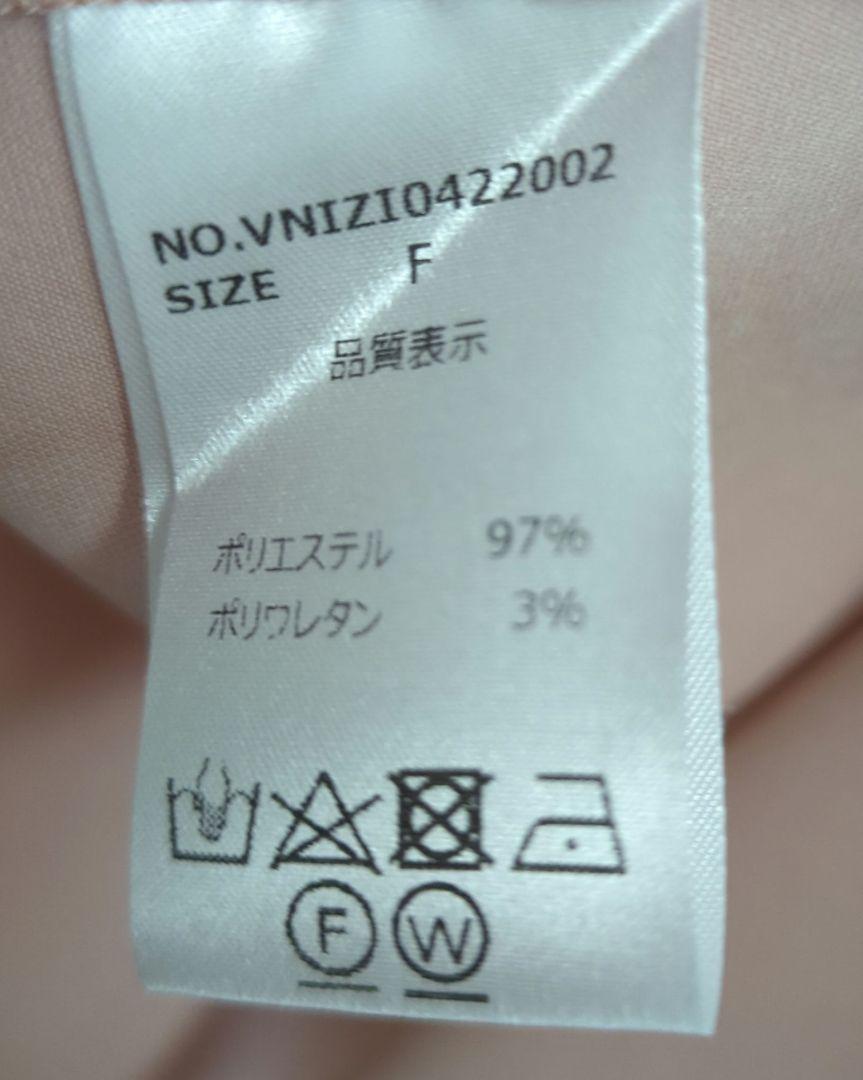 NO.VNIZI0422002
SIZE F
品質表示
ポリエステル 97%
ポリウレタン 3%
F W